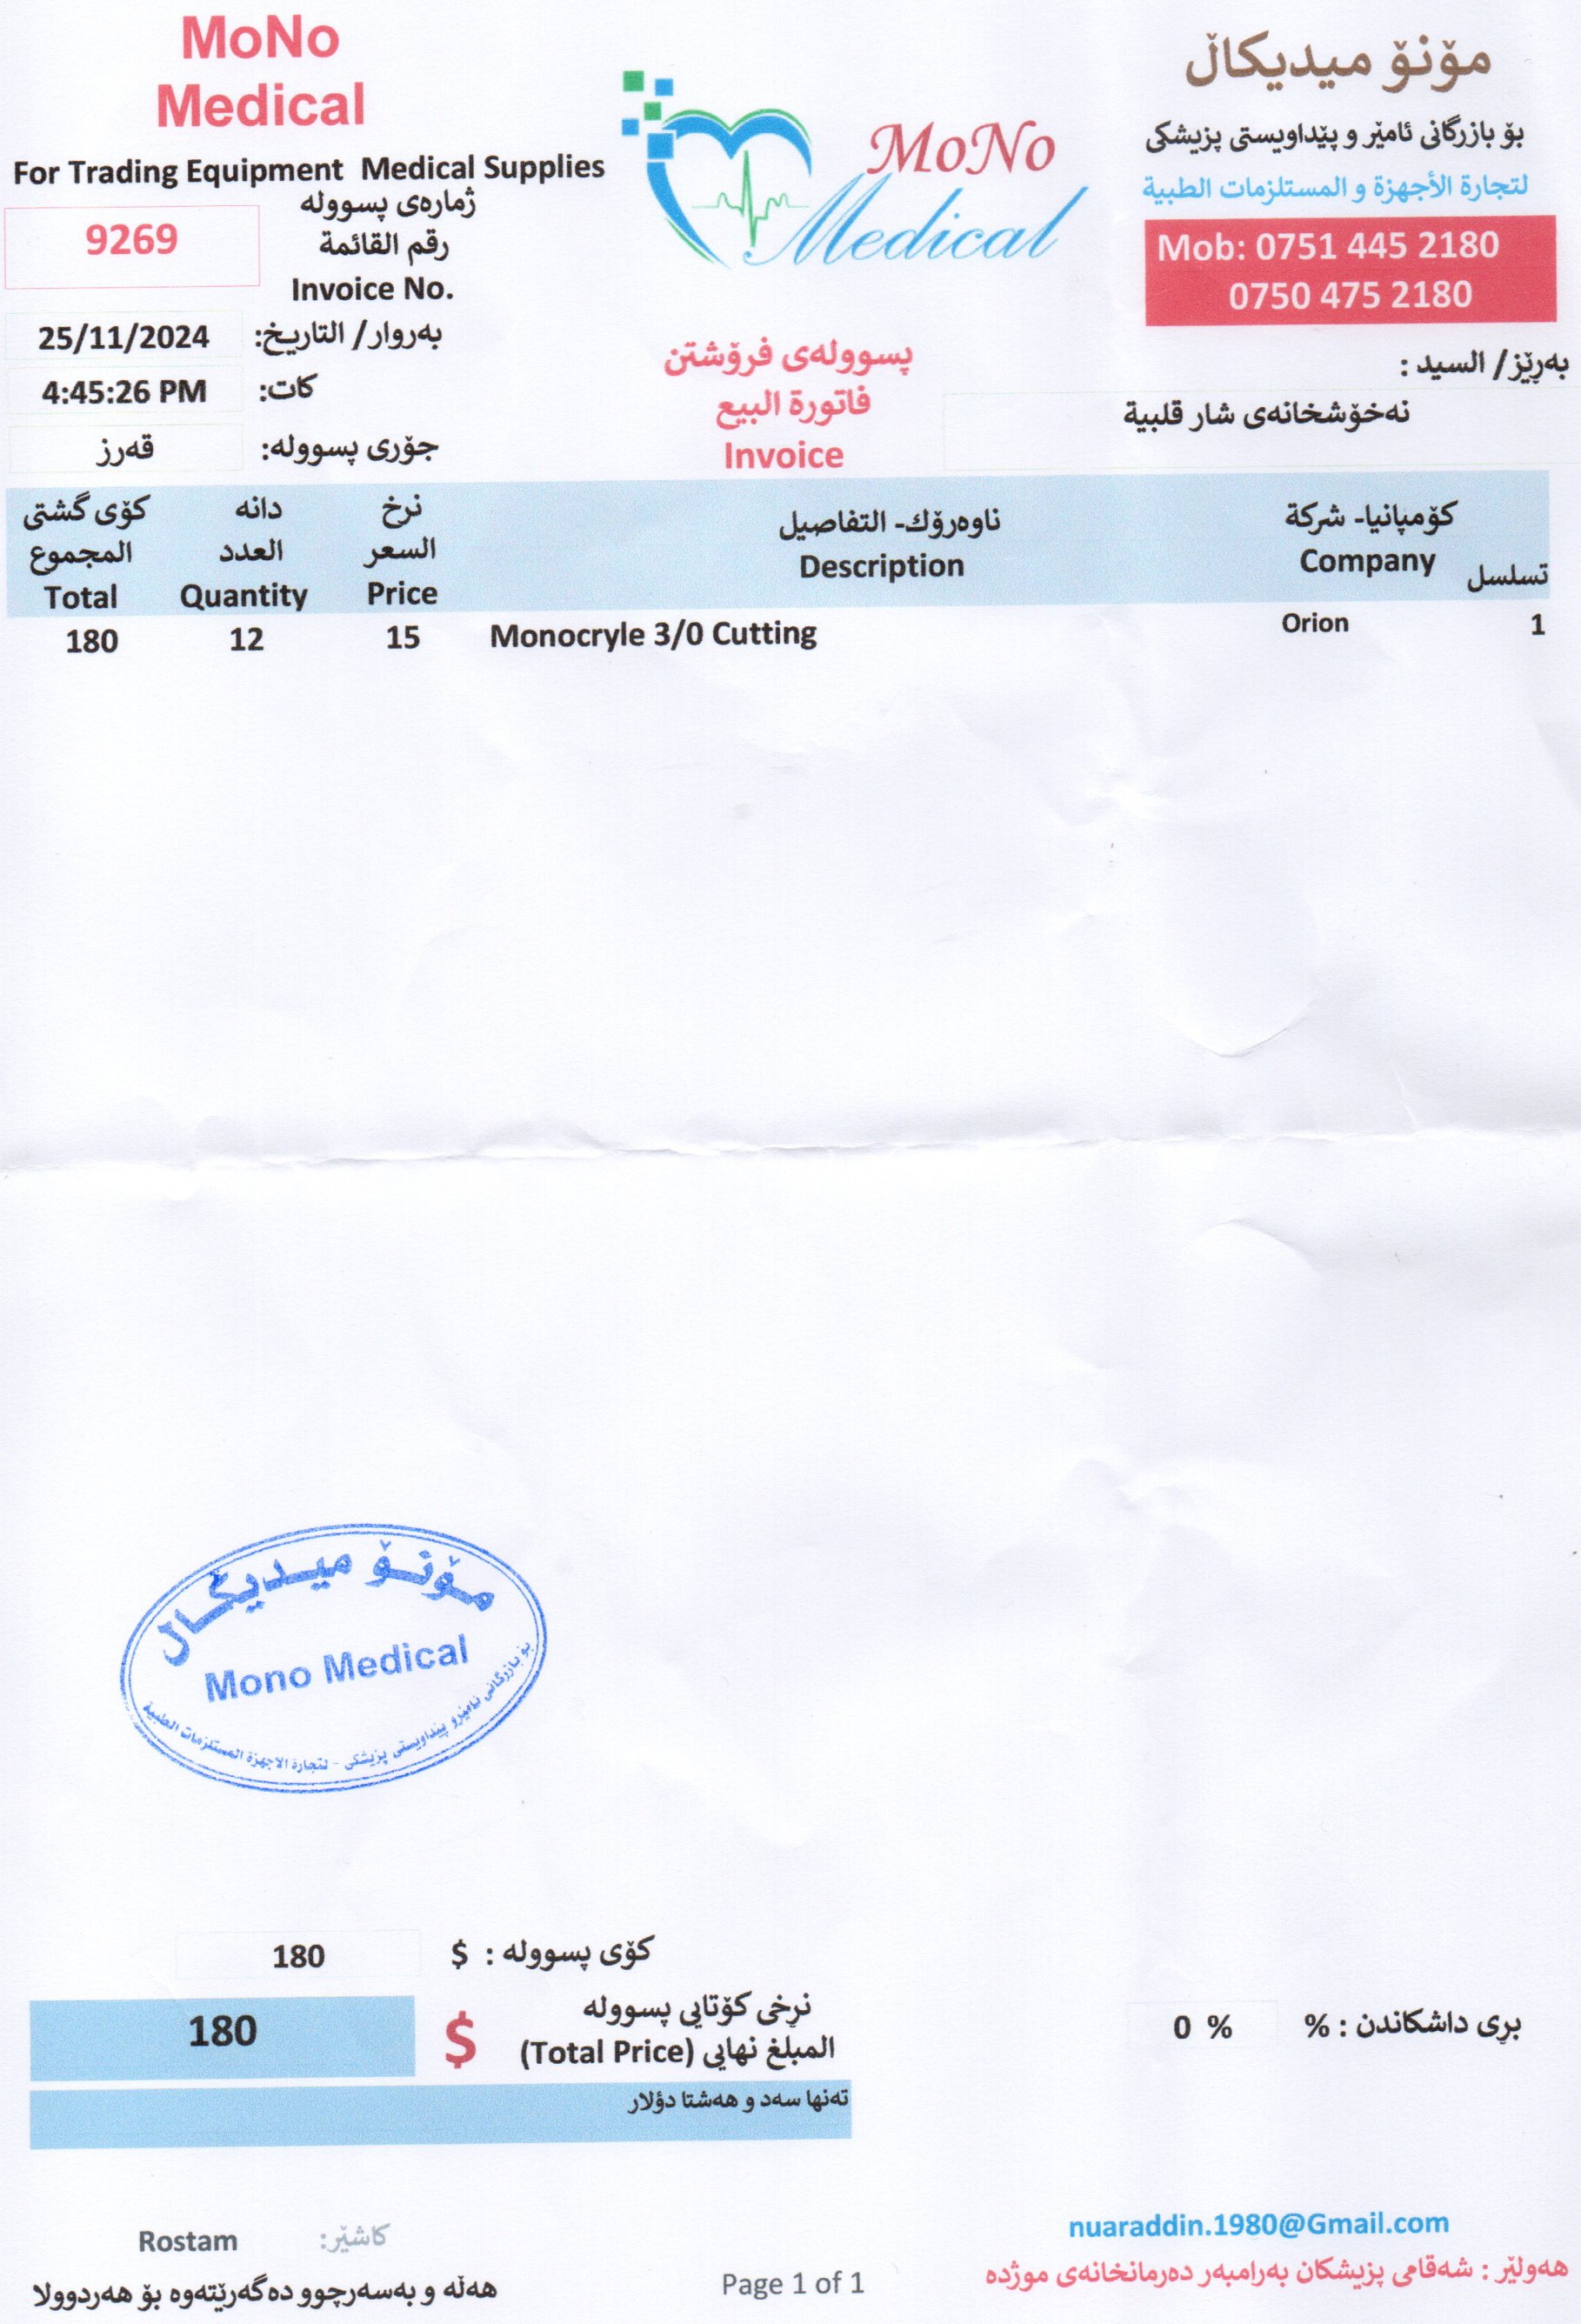 MoNo
Medical
For Trading Equipment Medical Supplies
ژمارەی پسوولە
رقم القائمة
Invoice No.
9269
بەروار/ التاريخ:
25/11/2024
کات:
4:45:26 PM
جۆری پسوولە:
قەرز
MoNo
Medical
پسوولەی فرۆشتن
فاتورة البيع
Invoice
مۆنۆ میدیکاڵ
بۆ بازرگانی ئامێر و پێداویستی پزیشکی
لتجارة الأجهزة و المستلزمات الطبية
Mob: 0751 445 2180
0750 475 2180
بەڕێز/ السيد :
نەخۆشخانەی شار قلبية
تسلسل
کۆمپانیا- شركة
Company
ناوەرۆك- التفاصيل
Description
نرخ
السعر
Price
دانە
العدد
Quantity
کۆی گشتی
المجموع
Total
1 Orion Monocryle 3/0 Cutting 15 12 180
مۆنۆ میدیکاڵ
Mono Medical
بۆ بازرگانی ئامێرو پێداویستی پزیشکی - لتجارة الاجهزة المستلزمات الطبية
کۆی پسوولە : $ 180
نرخی کۆتایی پسوولە
المبلغ نهایی (Total Price)
$ 180
تەنها سەد و هەشتا دۆلار
بڕی داشکاندن : % 0 %
کاشێر: Rostam
هەڵە و بەسەرچوو دەگەرێتەوە بۆ هەردوولا
Page 1 of 1
nuaraddin.1980@Gmail.com
هەولێر : شەقامی پزیشکان بەرامبەر دەرمانخانەی موژدە